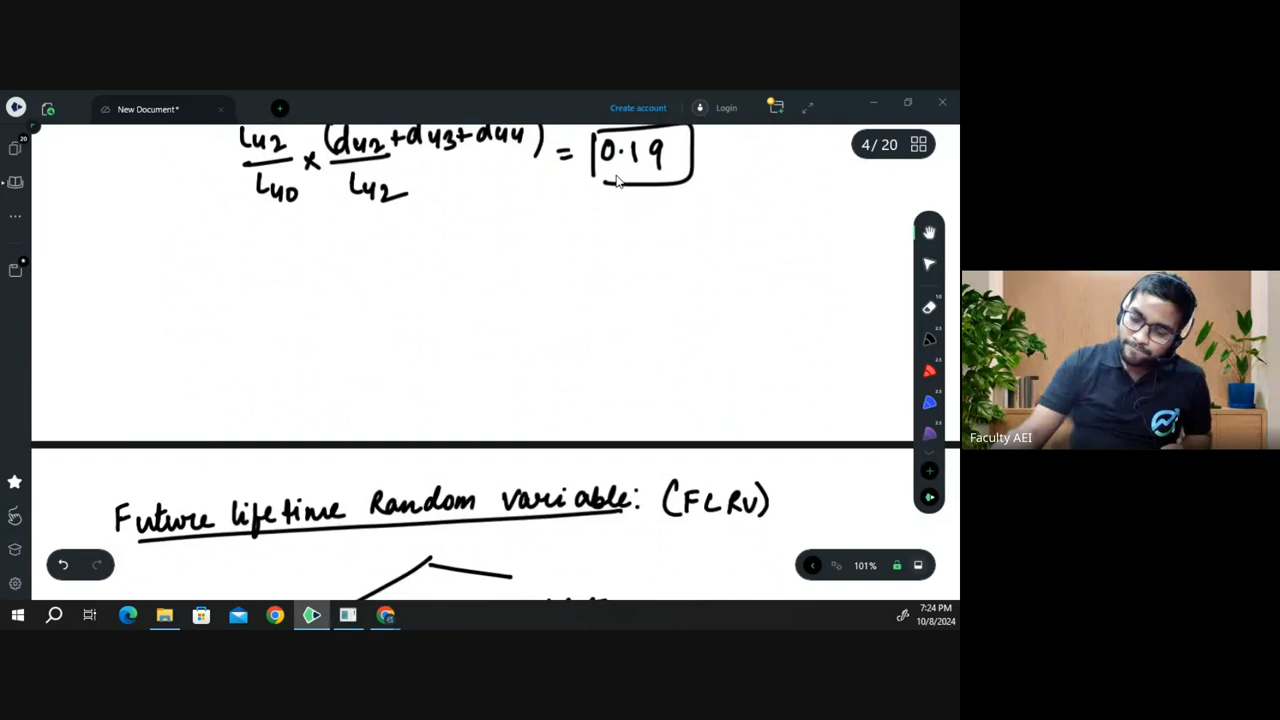 New Document*
Create account
Login
l42/l40 × (d42+d43+d44)/l42 = 0.19
4/20
Future lifetime Random variable: (FLRV)
101%
Faculty AEI
7:24 PM
10/8/2024